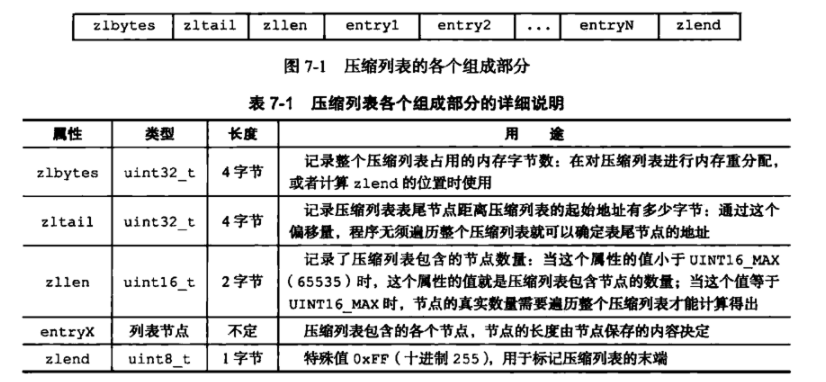 zlbytes zltail zllen entry1 entry2 ... entryN zlend
图 7-1 压缩列表的各个组成部分
表 7-1 压缩列表各个组成部分的详细说明
属性 类型 长度 用 途
zlbytes uint32_t 4 字节 记录整个压缩列表占用的内存字节数：在对压缩列表进行内存重分配，
或者计算 zlend 的位置时使用
zltail uint32_t 4 字节 记录压缩列表表尾节点距离压缩列表的起始地址有多少字节：通过这个
偏移量，程序无须遍历整个压缩列表就可以确定表尾节点的地址
zllen uint16_t 2 字节 记录了压缩列表包含的节点数量：当这个属性的值小于 UINT16_MAX
（65535）时，这个属性的值就是压缩列表包含节点的数量；当这个值等于
UINT16_MAX 时，节点的真实数量需要遍历整个压缩列表才能计算得出
entryX 列表节点 不定 压缩列表包含的各个节点，节点的长度由节点保存的内容决定
zlend uint8_t 1 字节 特殊值 0xFF（十进制 255），用于标记压缩列表的末端